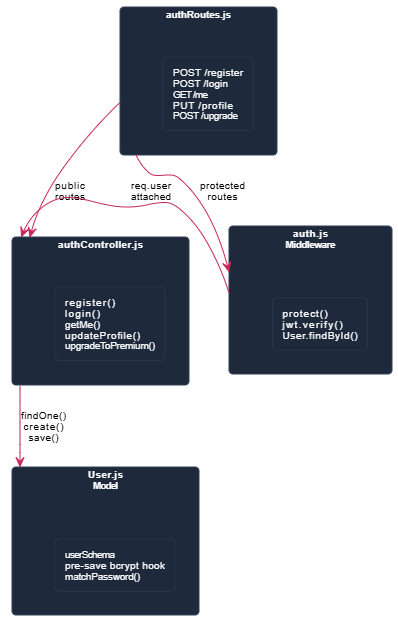 authRoutes.js
POST /register
POST /login
GET /me
PUT /profile
POST /upgrade
public
routes
req.user
attached
protected
routes
authController.js
register()
login()
getMe()
updateProfile()
upgradeToPremium()
auth.js
Middleware
protect()
jwt.verify()
User.findById()
findOne()
create()
save()
User.js
Model
userSchema
pre-save bcrypt hook
matchPassword()